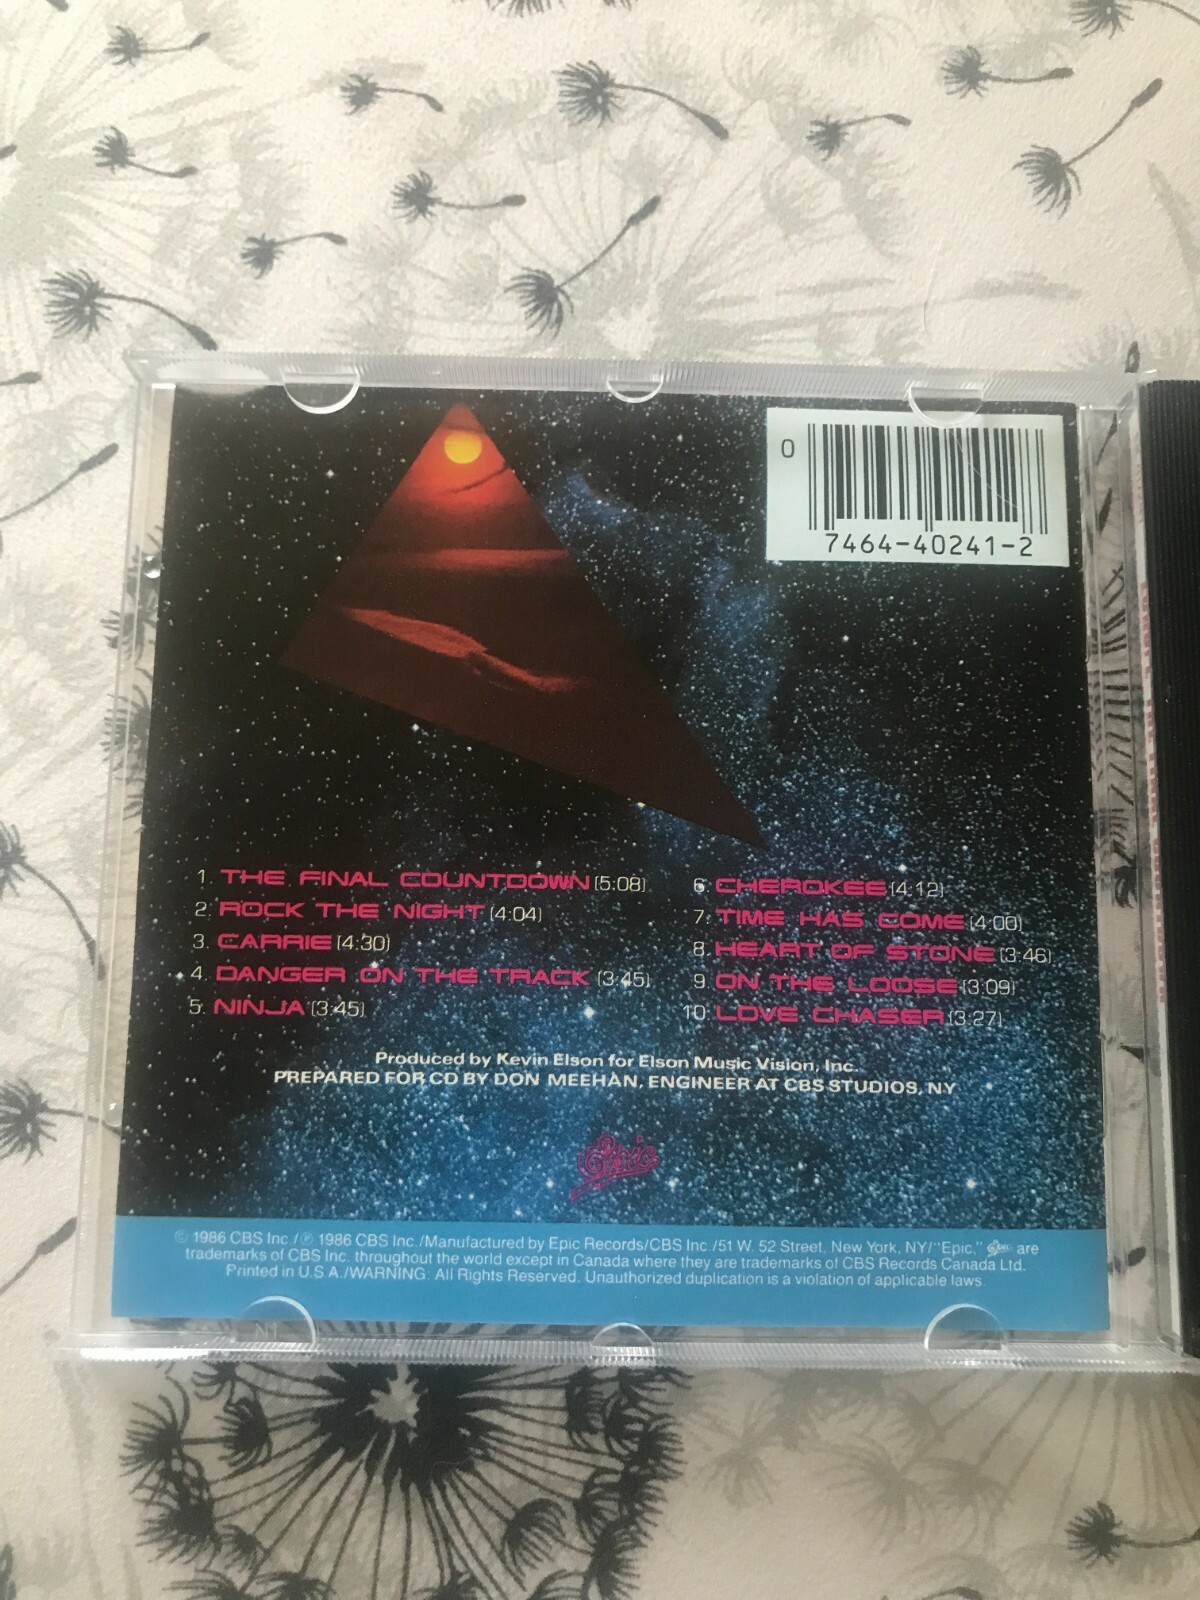 0
7464-40241-2
1. THE FINAL COUNTDOWN (5:08)
2. ROCK THE NIGHT (4:04)
3. CARRIE (4:30)
4. DANGER ON THE TRACK (3:45)
5. NINJA (3:45)
6. CHEROKEE (4:12)
7. TIME HAS COME (4:00)
8. HEART OF STONE (3:46)
9. ON THE LOOSE (3:09)
10. LOVE CHASER (3:27)
Produced by Kevin Elson for Elson Music Vision, Inc.
PREPARED FOR CD BY DON MEEHAN, ENGINEER AT CBS STUDIOS, NY
Epic
© 1986 CBS Inc./℗ 1986 CBS Inc./Manufactured by Epic Records/CBS Inc./51 W. 52 Street, New York, NY/"Epic," Epic are
trademarks of CBS Inc. throughout the world except in Canada where they are trademarks of CBS Records Canada Ltd.
Printed in U.S.A./WARNING: All Rights Reserved. Unauthorized duplication is a violation of applicable laws.